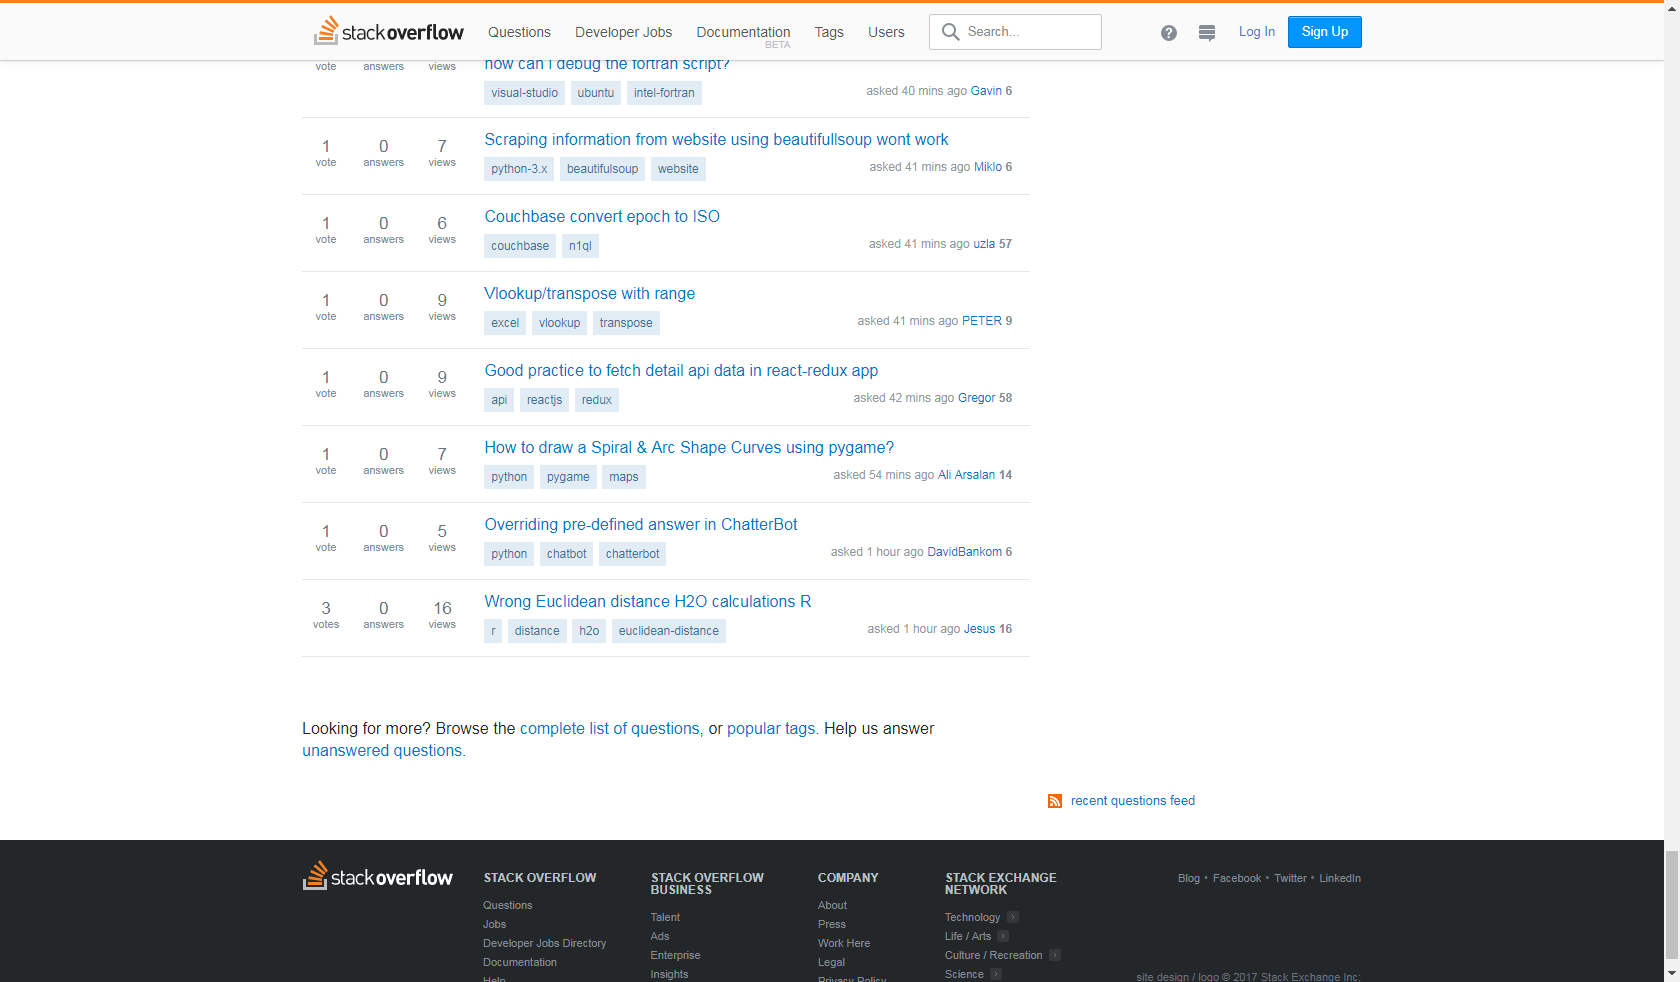 stackoverflow Questions Developer Jobs Documentation BETA Tags Users Search... Log In Sign Up
vote answers views how can I debug the fortran script?
visual-studio ubuntu intel-fortran asked 40 mins ago Gavin 6
1 vote 0 answers 7 views Scraping information from website using beautifullsoup wont work
python-3.x beautifulsoup website asked 41 mins ago Miklo 6
1 vote 0 answers 6 views Couchbase convert epoch to ISO
couchbase n1ql asked 41 mins ago uzla 57
1 vote 0 answers 9 views Vlookup/transpose with range
excel vlookup transpose asked 41 mins ago PETER 9
1 vote 0 answers 9 views Good practice to fetch detail api data in react-redux app
api reactjs redux asked 42 mins ago Gregor 58
1 vote 0 answers 7 views How to draw a Spiral & Arc Shape Curves using pygame?
python pygame maps asked 54 mins ago Ali Arsalan 14
1 vote 0 answers 5 views Overriding pre-defined answer in ChatterBot
python chatbot chatterbot asked 1 hour ago DavidBankom 6
3 votes 0 answers 16 views Wrong Euclidean distance H2O calculations R
r distance h2o euclidean-distance asked 1 hour ago Jesus 16
Looking for more? Browse the complete list of questions, or popular tags. Help us answer
unanswered questions.
recent questions feed
stackoverflow
STACK OVERFLOW
Questions
Jobs
Developer Jobs Directory
Documentation
Help
STACK OVERFLOW
BUSINESS
Talent
Ads
Enterprise
Insights
COMPANY
About
Press
Work Here
Legal
Privacy Policy
STACK EXCHANGE
NETWORK
Technology
Life / Arts
Culture / Recreation
Science
Blog • Facebook • Twitter • LinkedIn
site design / logo © 2017 Stack Exchange Inc: